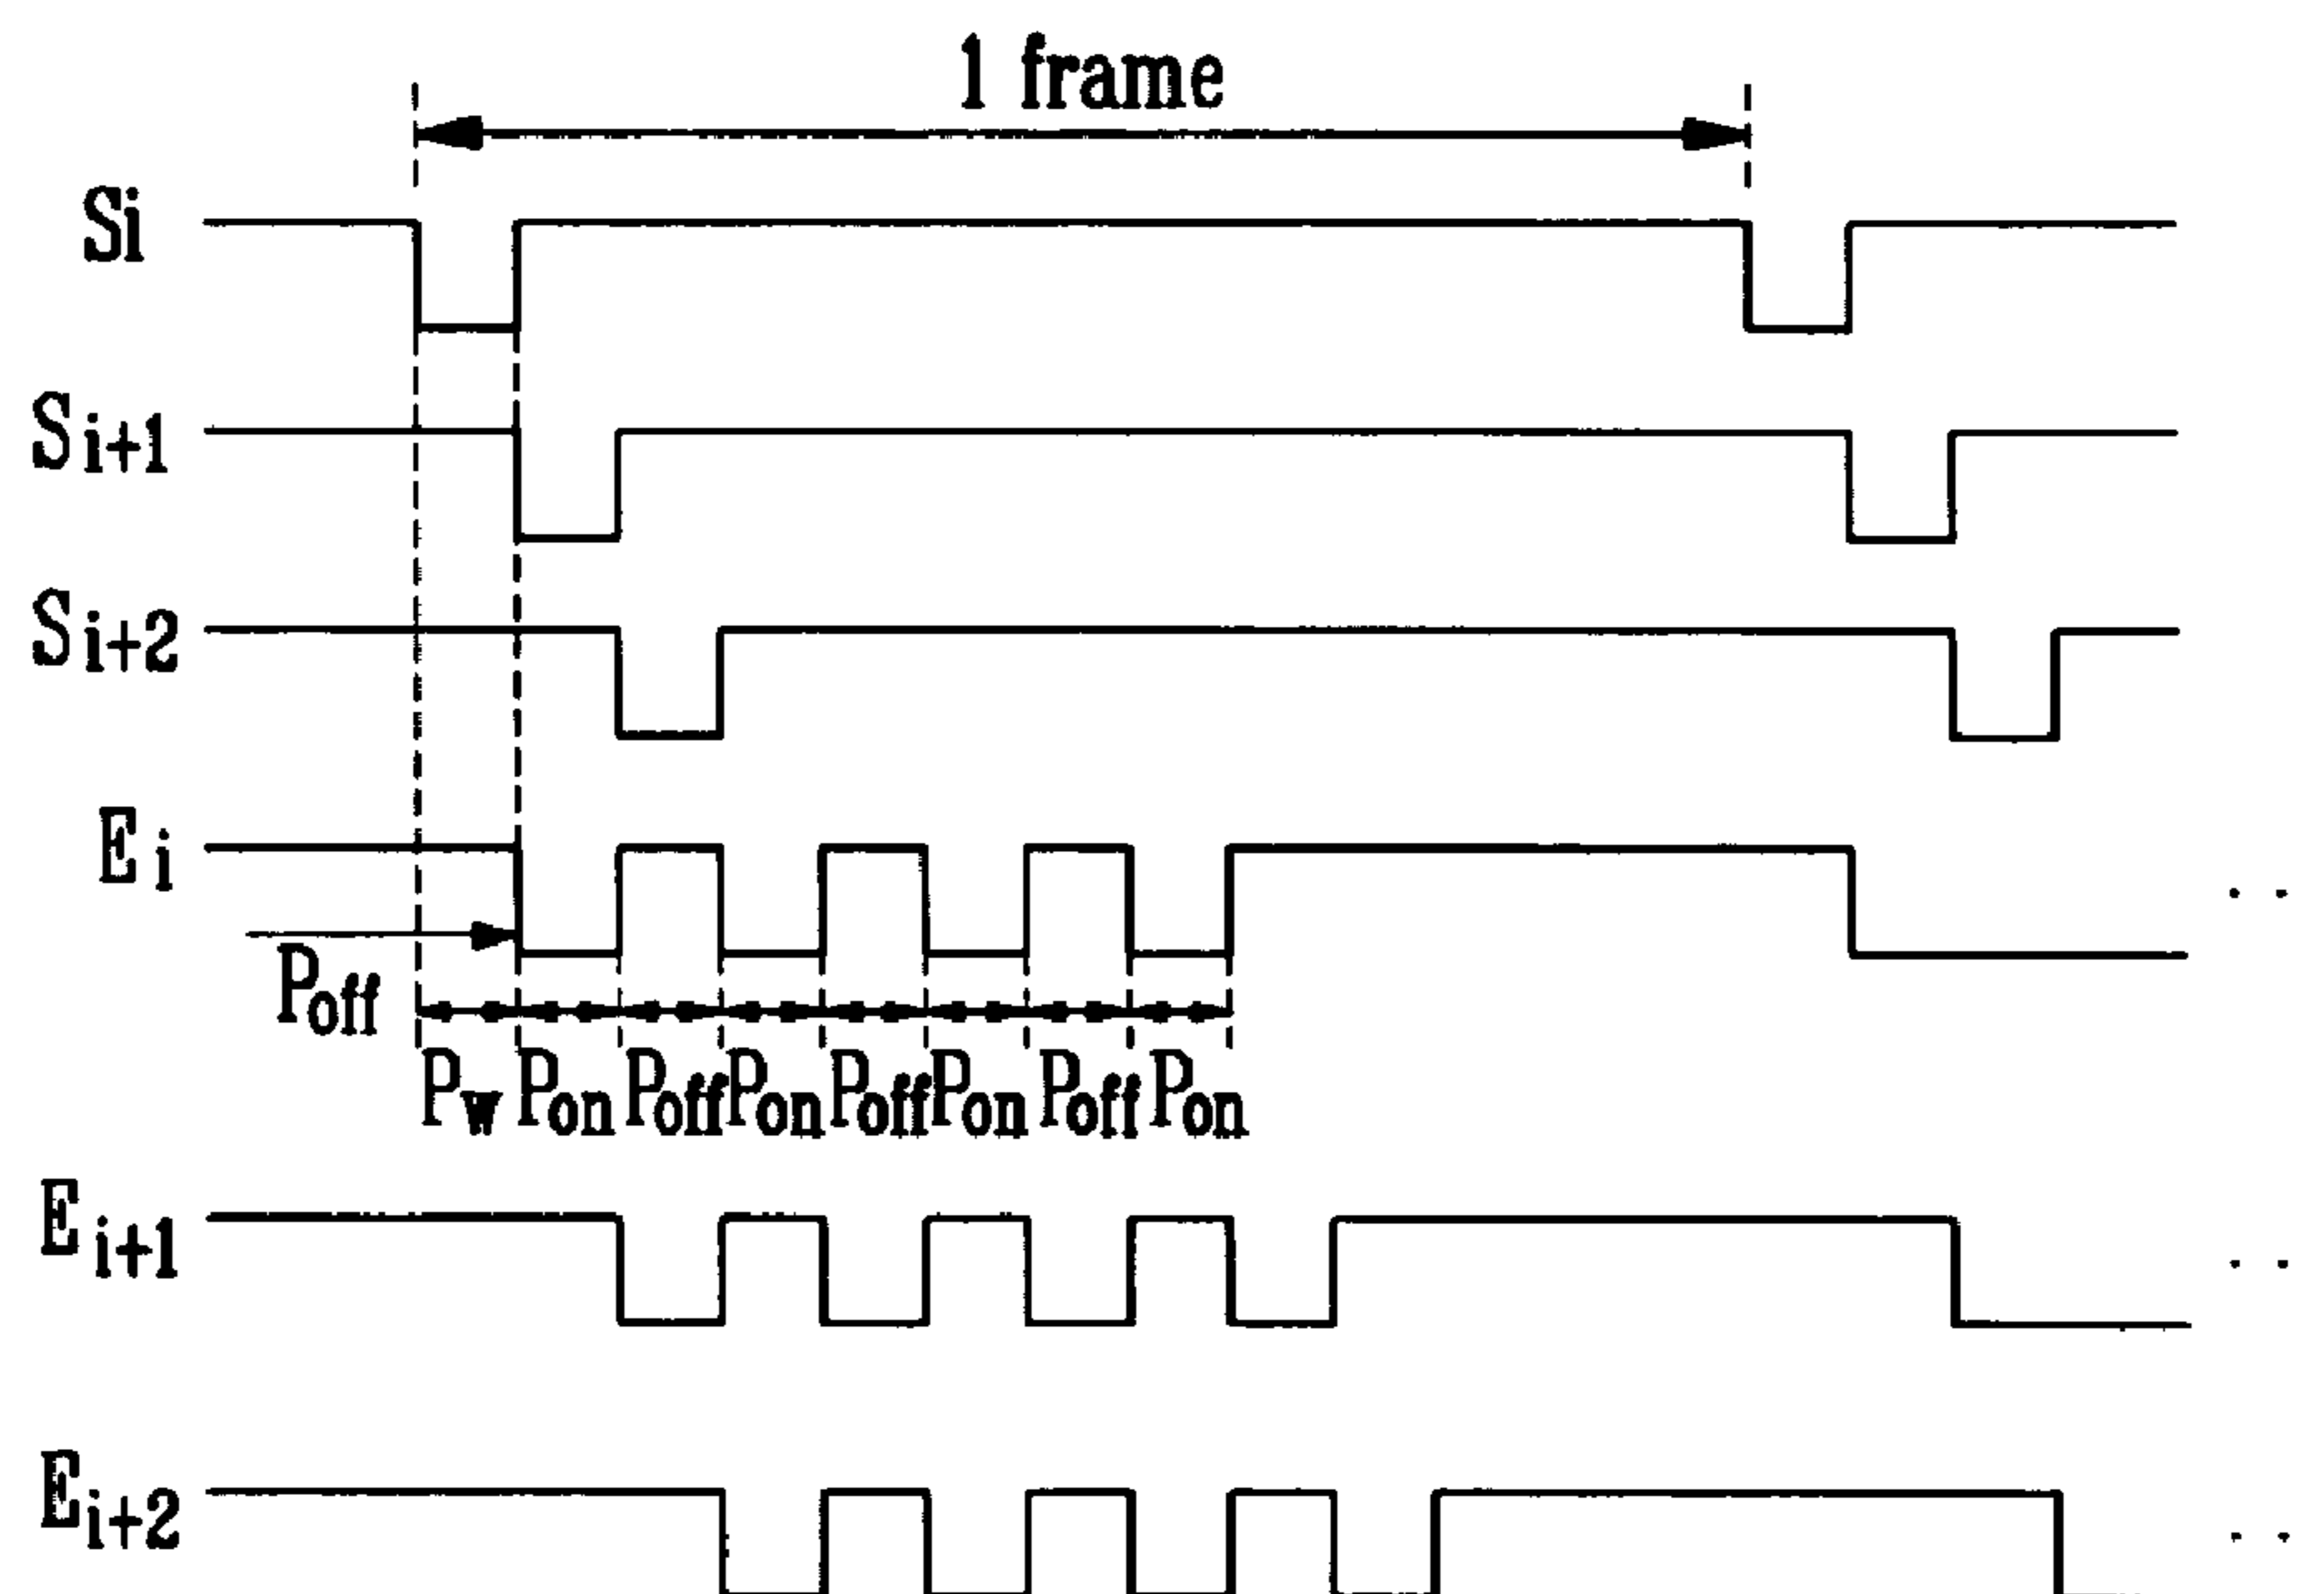 1 frame
Si
Si+1
Si+2
Ei
Poff
Pw Pon Poff Pon Poff Pon Poff Pon
Ei+1
Ei+2